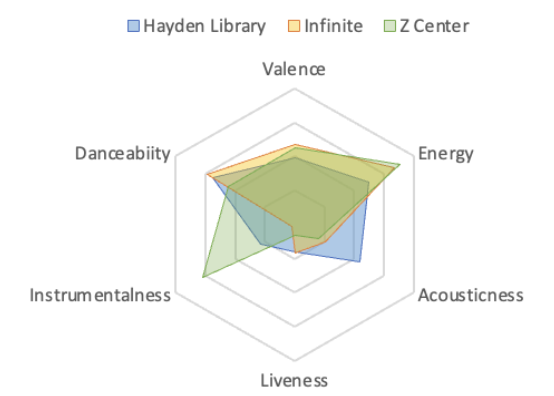 Hayden Library Infinite Z Center
Valence
Danceabiity Energy
Instrumentalness Acousticness
Liveness